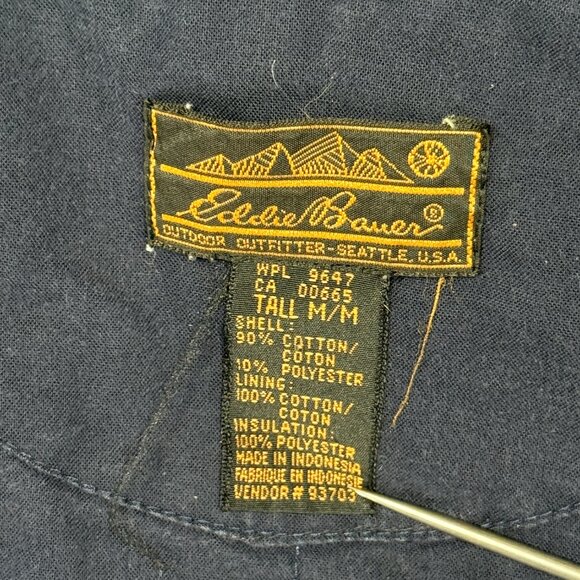 Eddie Bauer ®
OUTDOOR OUTFITTER-SEATTLE, U.S.A.
WPL 9647
CA 00665
TALL M/M
SHELL:
90% COTTON/
COTON
10% POLYESTER
LINING:
100% COTTON/
COTON
INSULATION:
100% POLYESTER
MADE IN INDONESIA
FABRIQUE EN INDONESIE
VENDOR # 93703